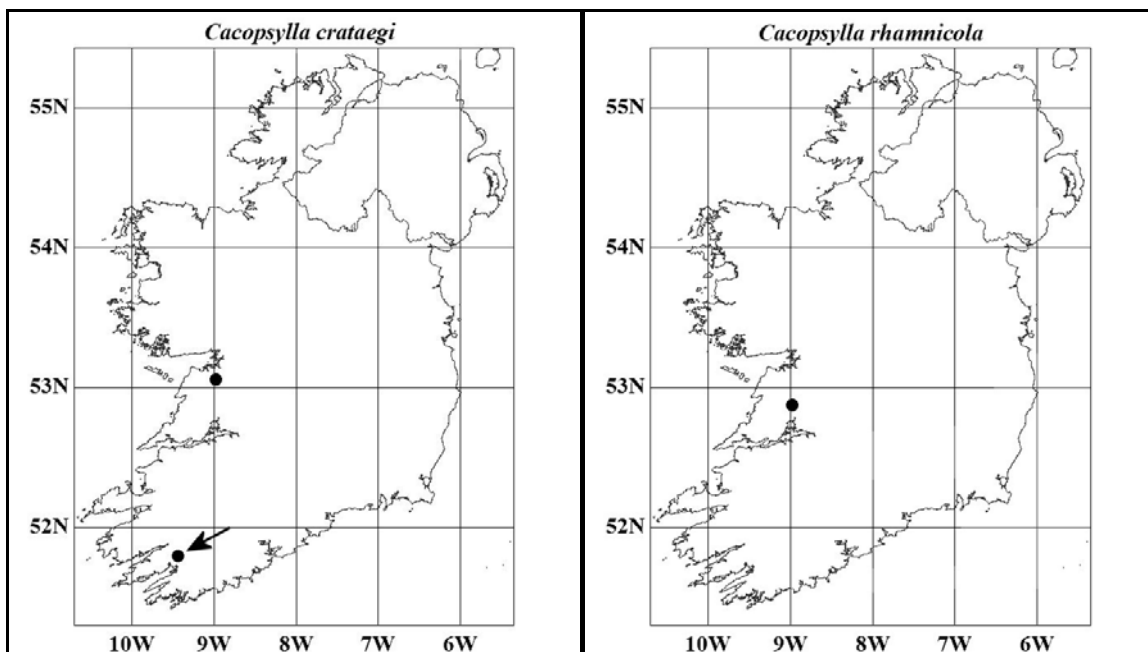 Cacopsylla crataegi
55N
54N
53N
52N
10W 9W 8W 7W 6W
Cacopsylla rhamnicola
55N
54N
53N
52N
10W 9W 8W 7W 6W